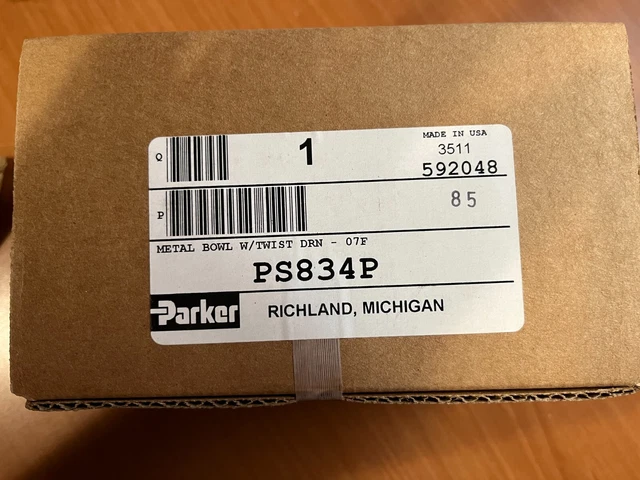 MADE IN USA
Q 1 3511
592048
P 85
METAL BOWL W/TWIST DRN - 07F
PS834P
Parker RICHLAND, MICHIGAN